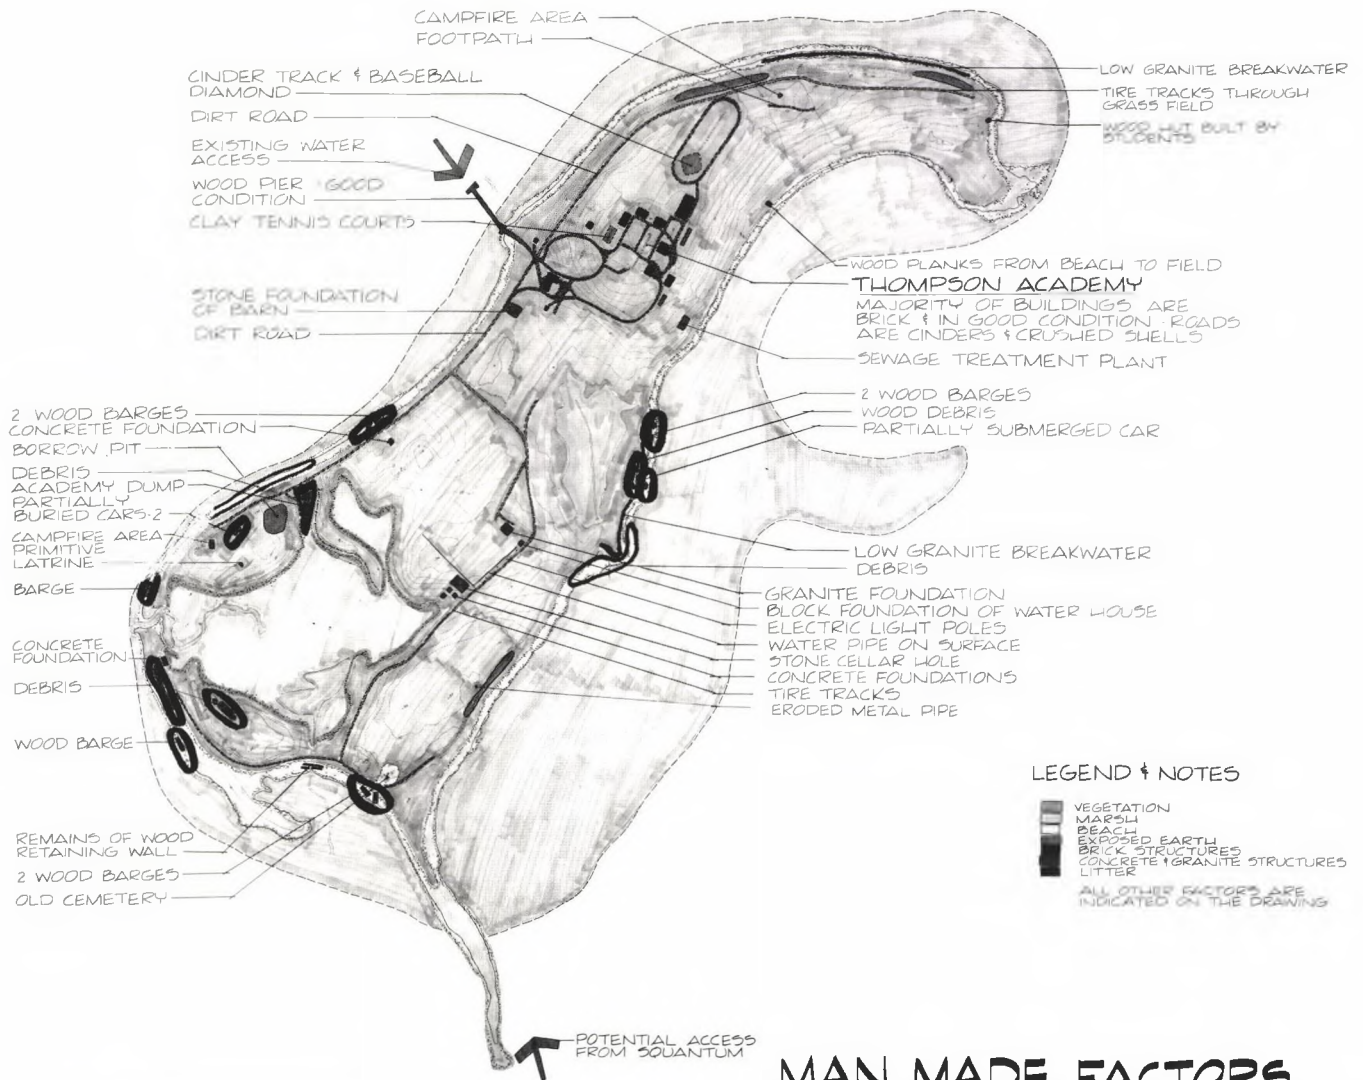 CAMPFIRE AREA
FOOTPATH
CINDER TRACK & BASEBALL
DIAMOND
DIRT ROAD
EXISTING WATER
ACCESS
WOOD PIER · GOOD
CONDITION
CLAY TENNIS COURTS
STONE FOUNDATION
OF BARN
DIRT ROAD
2 WOOD BARGES
CONCRETE FOUNDATION
BORROW PIT
DEBRIS
ACADEMY DUMP
PARTIALLY
BURIED CARS·2
CAMPFIRE AREA
PRIMITIVE
LATRINE
BARGE
CONCRETE
FOUNDATION
DEBRIS
WOOD BARGE
REMAINS OF WOOD
RETAINING WALL
2 WOOD BARGES
OLD CEMETERY
LOW GRANITE BREAKWATER
TIRE TRACKS THROUGH
GRASS FIELD
WOOD HUT BUILT BY
STUDENTS
WOOD PLANKS FROM BEACH TO FIELD
THOMPSON ACADEMY
MAJORITY OF BUILDINGS ARE
BRICK & IN GOOD CONDITION · ROADS
ARE CINDERS & CRUSHED SHELLS
SEWAGE TREATMENT PLANT
2 WOOD BARGES
WOOD DEBRIS
PARTIALLY SUBMERGED CAR
LOW GRANITE BREAKWATER
DEBRIS
GRANITE FOUNDATION
BLOCK FOUNDATION OF WATER HOUSE
ELECTRIC LIGHT POLES
WATER PIPE ON SURFACE
STONE CELLAR HOLE
CONCRETE FOUNDATIONS
TIRE TRACKS
ERODED METAL PIPE
LEGEND & NOTES
VEGETATION
MARSH
BEACH
EXPOSED EARTH
BRICK STRUCTURES
CONCRETE & GRANITE STRUCTURES
LITTER
ALL OTHER FACTORS ARE
INDICATED ON THE DRAWING
POTENTIAL ACCESS
FROM SQUANTUM
MAN MADE FACTORS